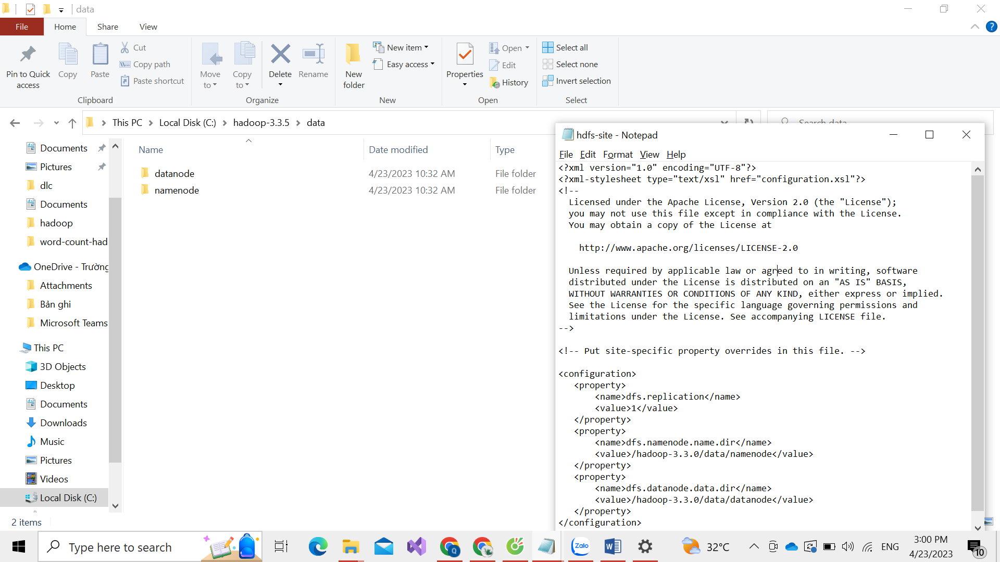 data
File
Home
Share
View
Pin to Quick access
Copy
Paste
Cut
Copy path
Paste shortcut
Clipboard
Move to
Copy to
Delete
Rename
Organize
New folder
New item
Easy access
New
Properties
Open
Edit
History
Open
Select all
Select none
Invert selection
Select
This PC > Local Disk (C:) > hadoop-3.3.5 > data
Search data
Name
Date modified
Type
datanode 4/23/2023 10:32 AM File folder
namenode 4/23/2023 10:32 AM File folder
Documents
Pictures
dlc
Documents
hadoop
word-count-had
OneDrive - Trường
Attachments
Bản ghi
Microsoft Teams
This PC
3D Objects
Desktop
Documents
Downloads
Music
Pictures
Videos
Local Disk (C:)
2 items
hdfs-site - Notepad
File Edit Format View Help
<?xml version="1.0" encoding="UTF-8"?>
<?xml-stylesheet type="text/xsl" href="configuration.xsl"?>
<!--
  Licensed under the Apache License, Version 2.0 (the "License");
  you may not use this file except in compliance with the License.
  You may obtain a copy of the License at
    http://www.apache.org/licenses/LICENSE-2.0
  Unless required by applicable law or agreed to in writing, software
  distributed under the License is distributed on an "AS IS" BASIS,
  WITHOUT WARRANTIES OR CONDITIONS OF ANY KIND, either express or implied.
  See the License for the specific language governing permissions and
  limitations under the License. See accompanying LICENSE file.
-->
<!-- Put site-specific property overrides in this file. -->
<configuration>
   <property>
       <name>dfs.replication</name>
       <value>1</value>
   </property>
   <property>
       <name>dfs.namenode.name.dir</name>
       <value>/hadoop-3.3.0/data/namenode</value>
   </property>
   <property>
       <name>dfs.datanode.data.dir</name>
       <value>/hadoop-3.3.0/data/datanode</value>
   </property>
</configuration>
Type here to search
Q
Zalo
32°C
ENG
3:00 PM
4/23/2023
10